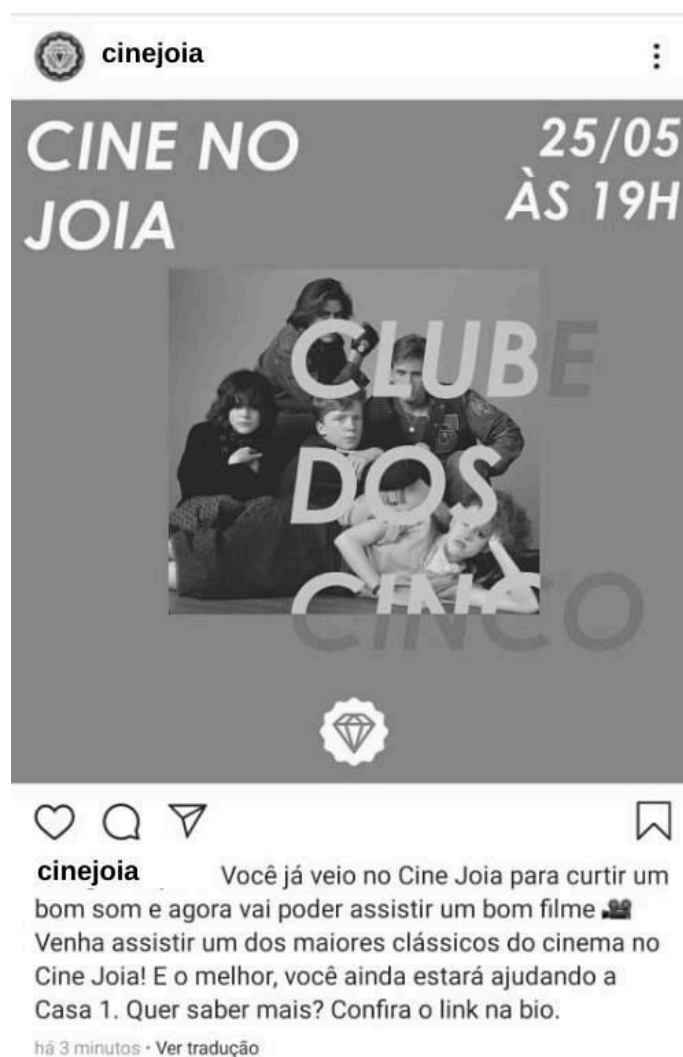 cinejoia
CINE NO
JOIA
25/05
ÀS 19H
CLUBE
DOS
CINCO
cinejoia Você já veio no Cine Joia para curtir um
bom som e agora vai poder assistir um bom filme 🎥
Venha assistir um dos maiores clássicos do cinema no
Cine Joia! E o melhor, você ainda estará ajudando a
Casa 1. Quer saber mais? Confira o link na bio.
há 3 minutos · Ver tradução